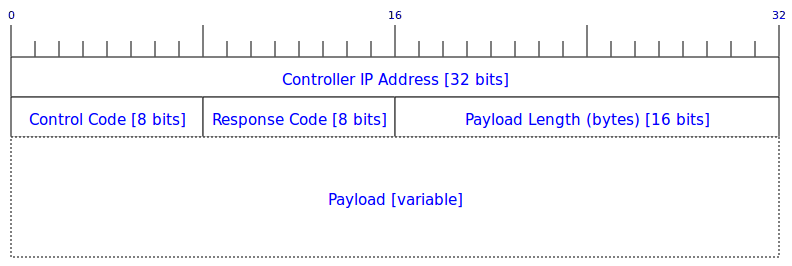 0 16 32
Controller IP Address [32 bits]
Control Code [8 bits] Response Code [8 bits] Payload Length (bytes) [16 bits]
Payload [variable]